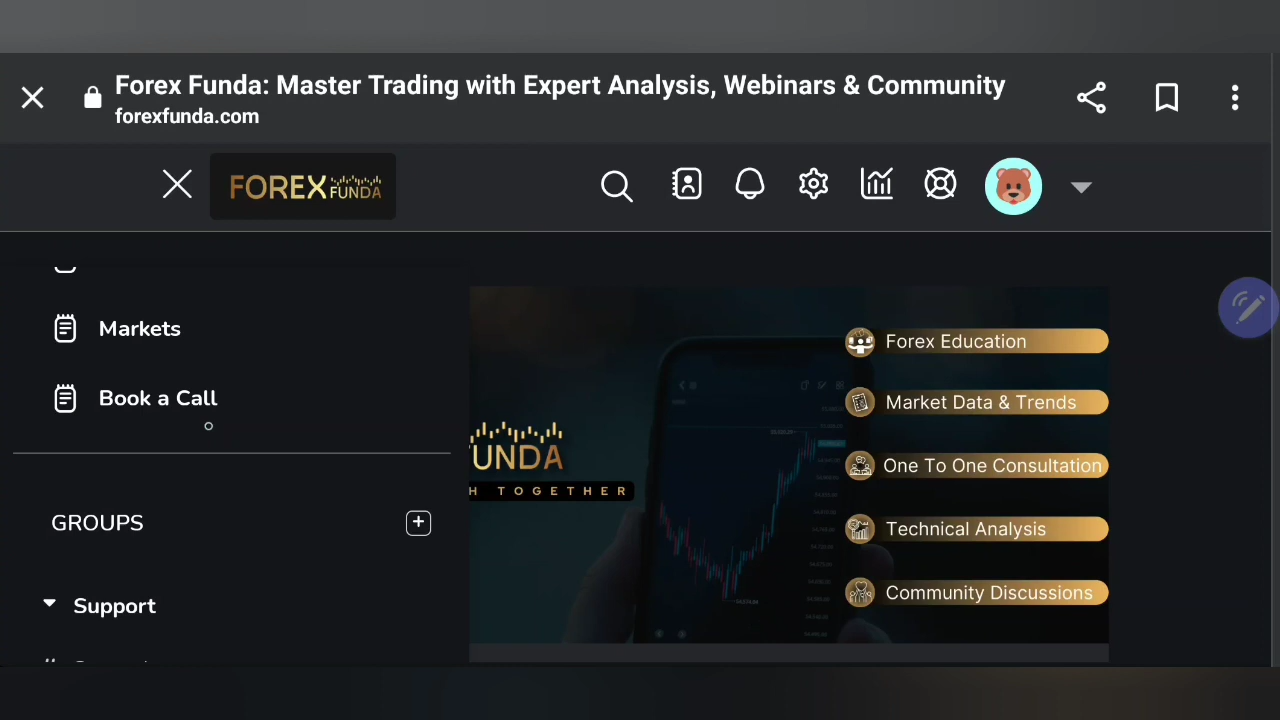 Forex Funda: Master Trading with Expert Analysis, Webinars & Community
forexfunda.com
FOREX FUNDA
Markets
Book a Call
GROUPS
Support
FUNDA
H TOGETHER
Forex Education
Market Data & Trends
One To One Consultation
Technical Analysis
Community Discussions